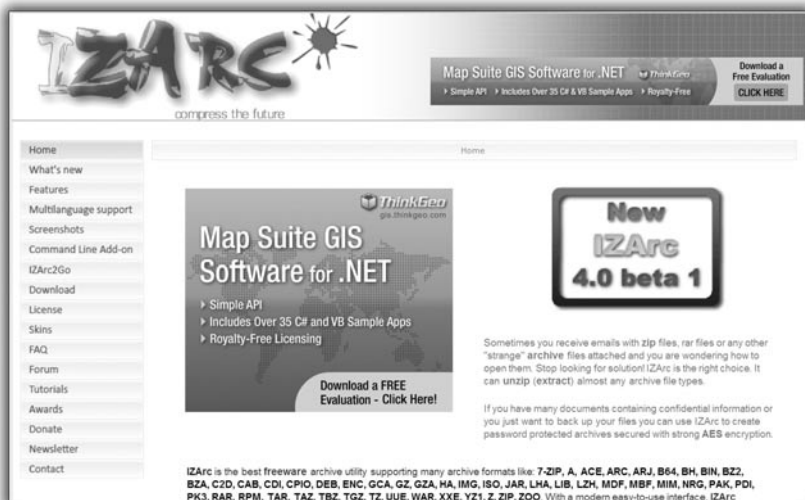 IZARC
compress the future
Map Suite GIS Software for .NET
ThinkGeo
Simple API
Includes Over 35 C# & VB Sample Apps
Royalty-Free
Download a
Free Evaluation
CLICK HERE
Home
What's new
Features
Multilanguage support
Screenshots
Command Line Add-on
IZArc2Go
Download
License
Skins
FAQ
Forum
Tutorials
Awards
Donate
Newsletter
Contact
Home
ThinkGeo
gis.thinkgeo.com
Map Suite GIS
Software for .NET
Simple API
Includes Over 35 C# and VB Sample Apps
Royalty-Free Licensing
Download a FREE
Evaluation - Click Here!
New
IZArc
4.0 beta 1
Sometimes you receive emails with zip files, rar files or any other
"strange" archive files attached and you are wondering how to
open them. Stop looking for solution! IZArc is the right choice. It
can unzip (extract) almost any archive file types.
If you have many documents containing confidential information or
you just want to back up your files you can use IZArc to create
password protected archives secured with strong AES encryption.
IZArc is the best freeware archive utility supporting many archive formats like: 7-ZIP, A, ACE, ARC, ARJ, B64, BH, BIN, BZ2,
BZA, C2D, CAB, CDI, CPIO, DEB, ENC, GCA, GZ, GZA, HA, IMG, ISO, JAR, LHA, LIB, LZH, MDF, MBF, MIM, NRG, PAK, PDI,
PK3, RAR, RPM, TAR, TAZ, TBZ, TGZ, TZ, UUE, WAR, XXE, YZ1, Z, ZIP, ZOO. With a modern easy-to-use interface, IZArc